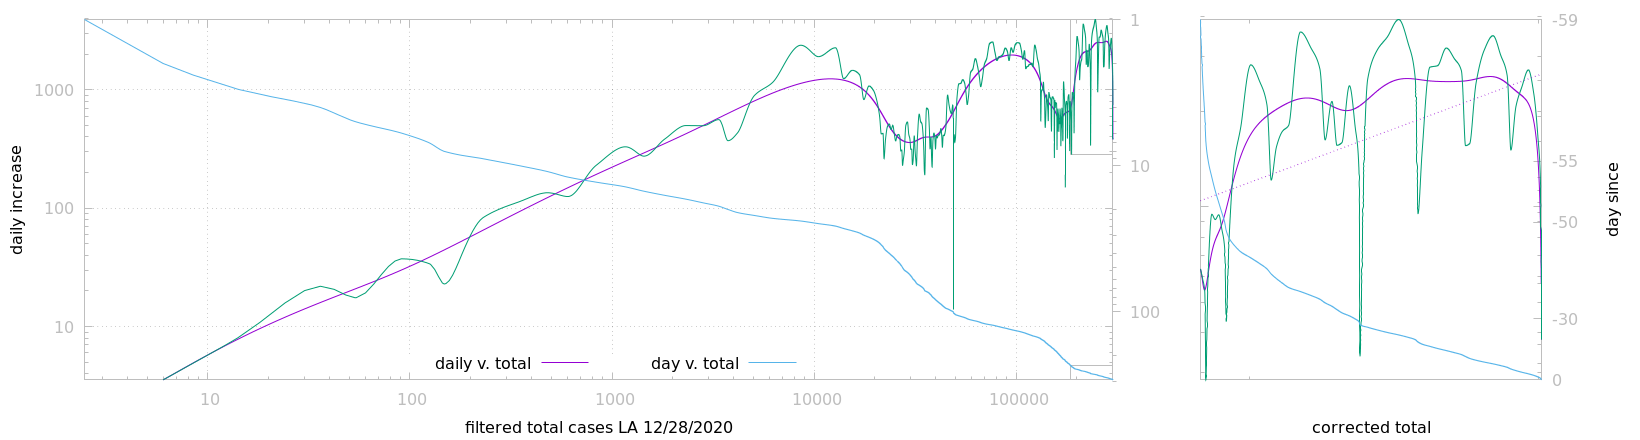 daily increase
1000
100
10
10
100
1000
10000
100000
filtered total cases LA 12/28/2020
daily v. total
day v. total
1
10
100
-59
-55
-50
-30
0
day since
corrected total